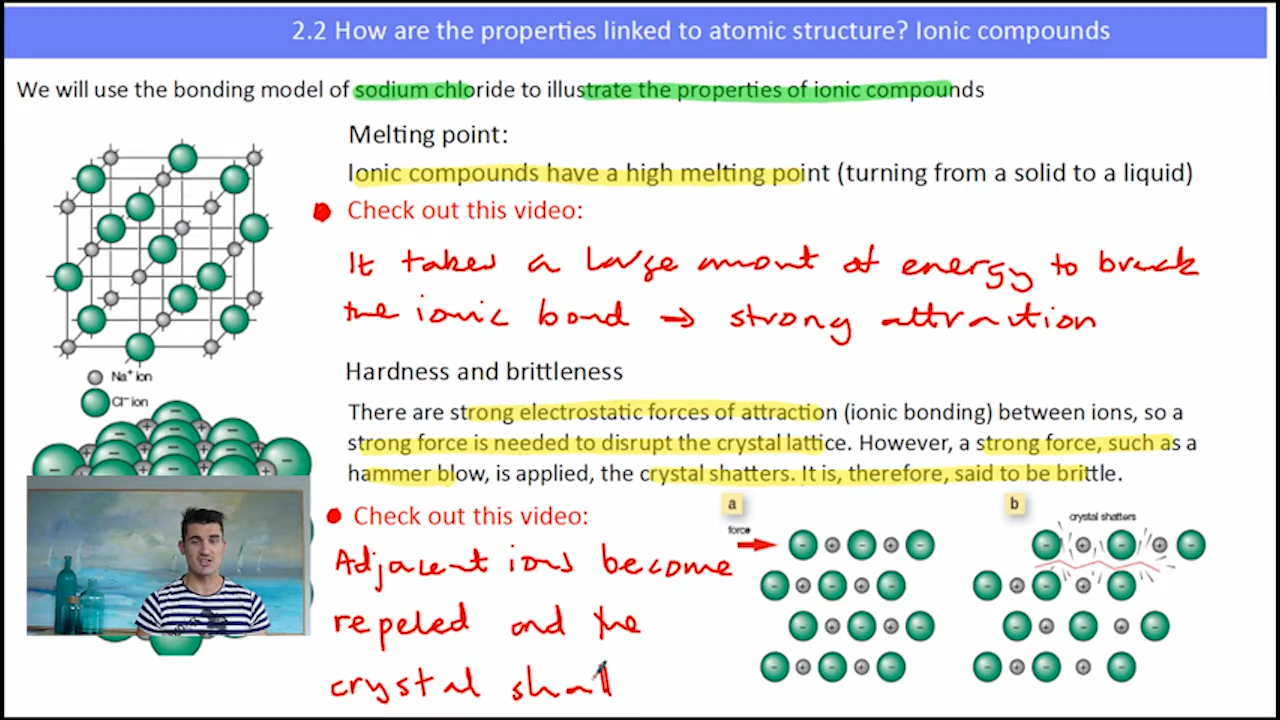 2.2 How are the properties linked to atomic structure? Ionic compounds
We will use the bonding model of sodium chloride to illustrate the properties of ionic compounds
Melting point:
Ionic compounds have a high melting point (turning from a solid to a liquid)
Check out this video:
It takes a large amount of energy to break
the ionic bond → strong attraction
Na⁺ ion
Cl⁻ ion
Hardness and brittleness
There are strong electrostatic forces of attraction (ionic bonding) between ions, so a
strong force is needed to disrupt the crystal lattice. However, a strong force, such as a
hammer blow, is applied, the crystal shatters. It is, therefore, said to be brittle.
Check out this video:
Adjacent ions become
repeled and the
crystal shatt
a
force
b
crystal shatters